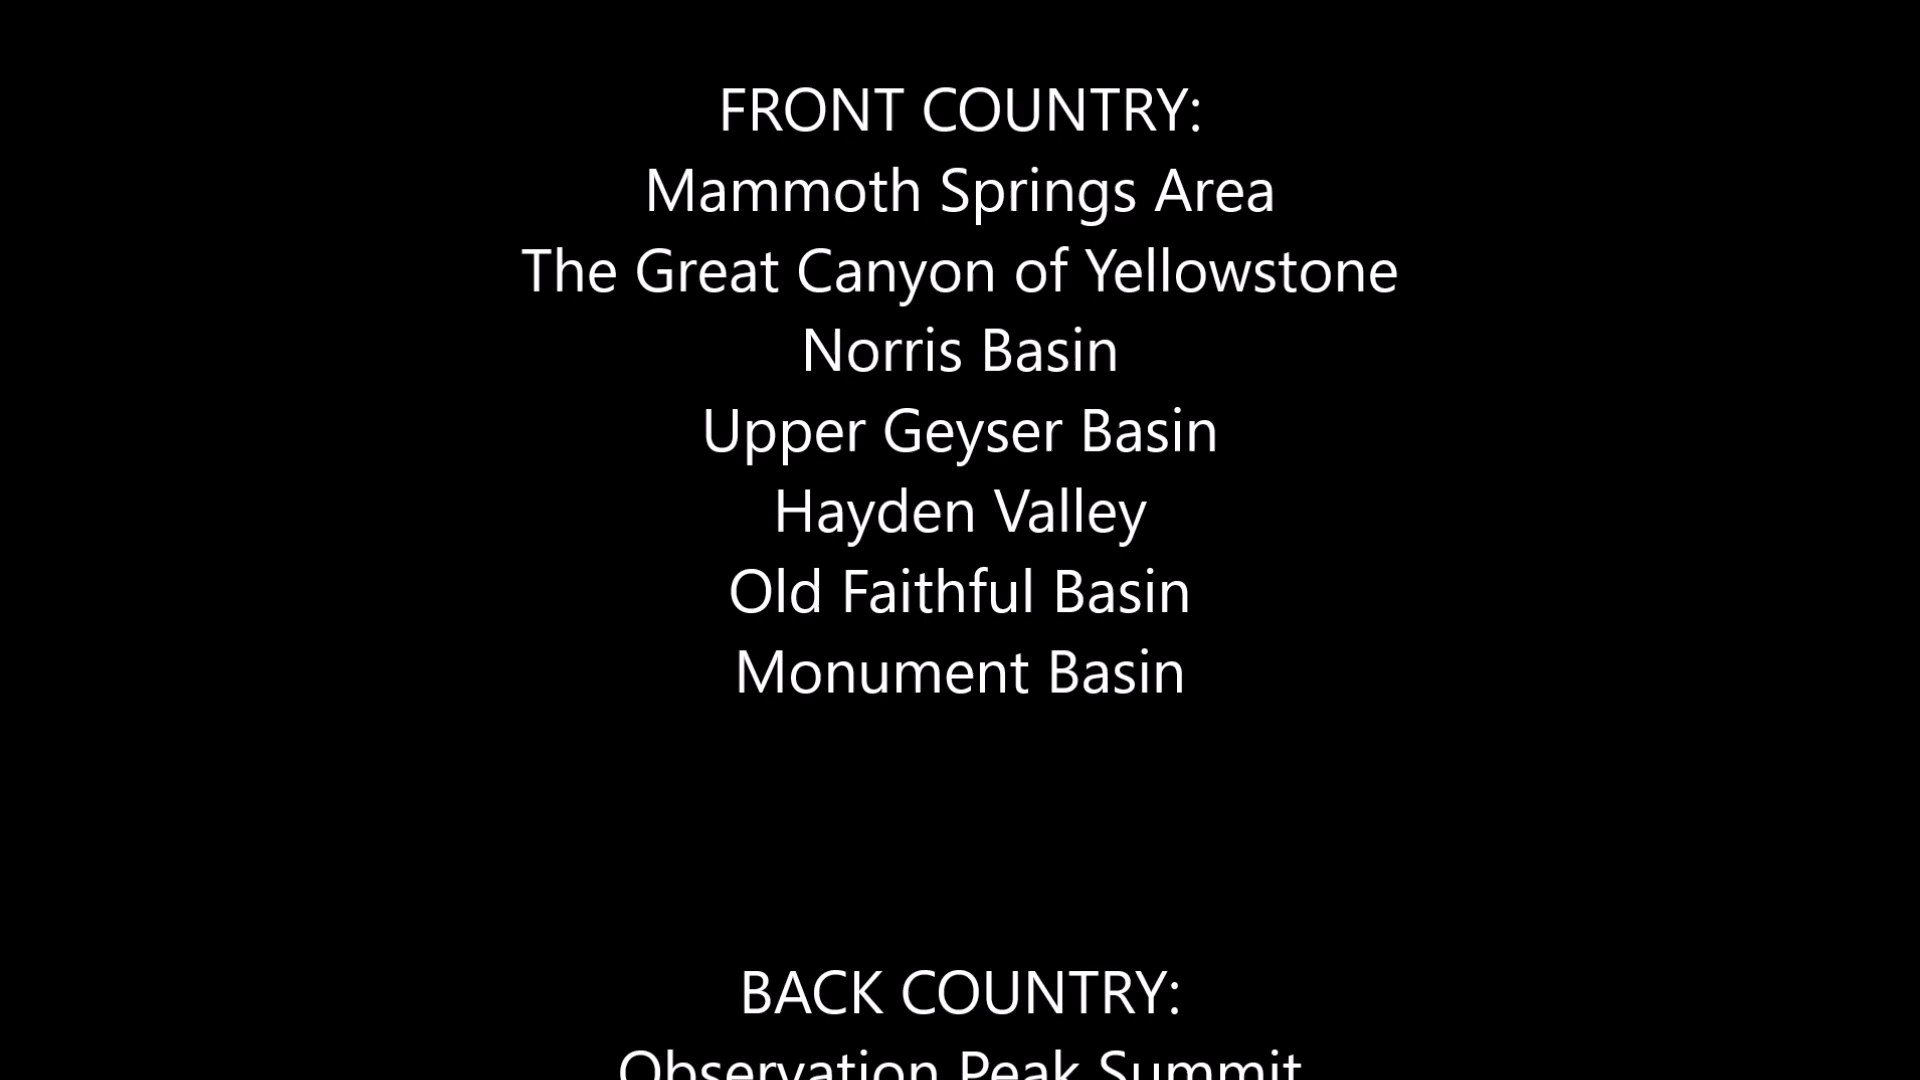 FRONT COUNTRY:
Mammoth Springs Area
The Great Canyon of Yellowstone
Norris Basin
Upper Geyser Basin
Hayden Valley
Old Faithful Basin
Monument Basin
BACK COUNTRY:
Observation Peak Summit